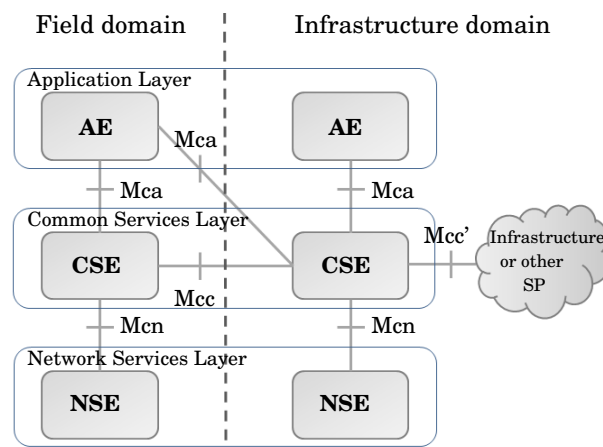 Field domain
Infrastructure domain
Application Layer
AE
AE
Mca
Mca
Mca
Common Services Layer
CSE
CSE
Mcc
Mcc’
Infrastructure
or other
SP
Mcn
Mcn
Network Services Layer
NSE
NSE